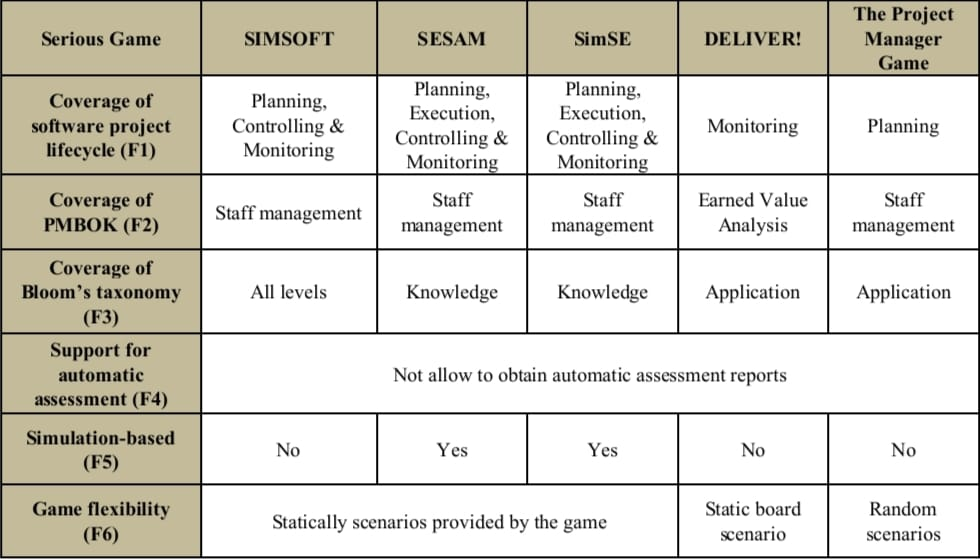 Serious Game
SIMSOFT
SESAM
SimSE
DELIVER!
The Project
Manager
Game
Coverage of
software project
lifecycle (F1)
Planning,
Controlling &
Monitoring
Planning,
Execution,
Controlling &
Monitoring
Planning,
Execution,
Controlling &
Monitoring
Monitoring
Planning
Coverage of
PMBOK (F2)
Staff management
Staff
management
Staff
management
Earned Value
Analysis
Staff
management
Coverage of
Bloom’s taxonomy
(F3)
All levels
Knowledge
Knowledge
Application
Application
Support for
automatic
assessment (F4)
Not allow to obtain automatic assessment reports
Simulation-based
(F5)
No
Yes
Yes
No
No
Game flexibility
(F6)
Statically scenarios provided by the game
Static board
scenario
Random
scenarios